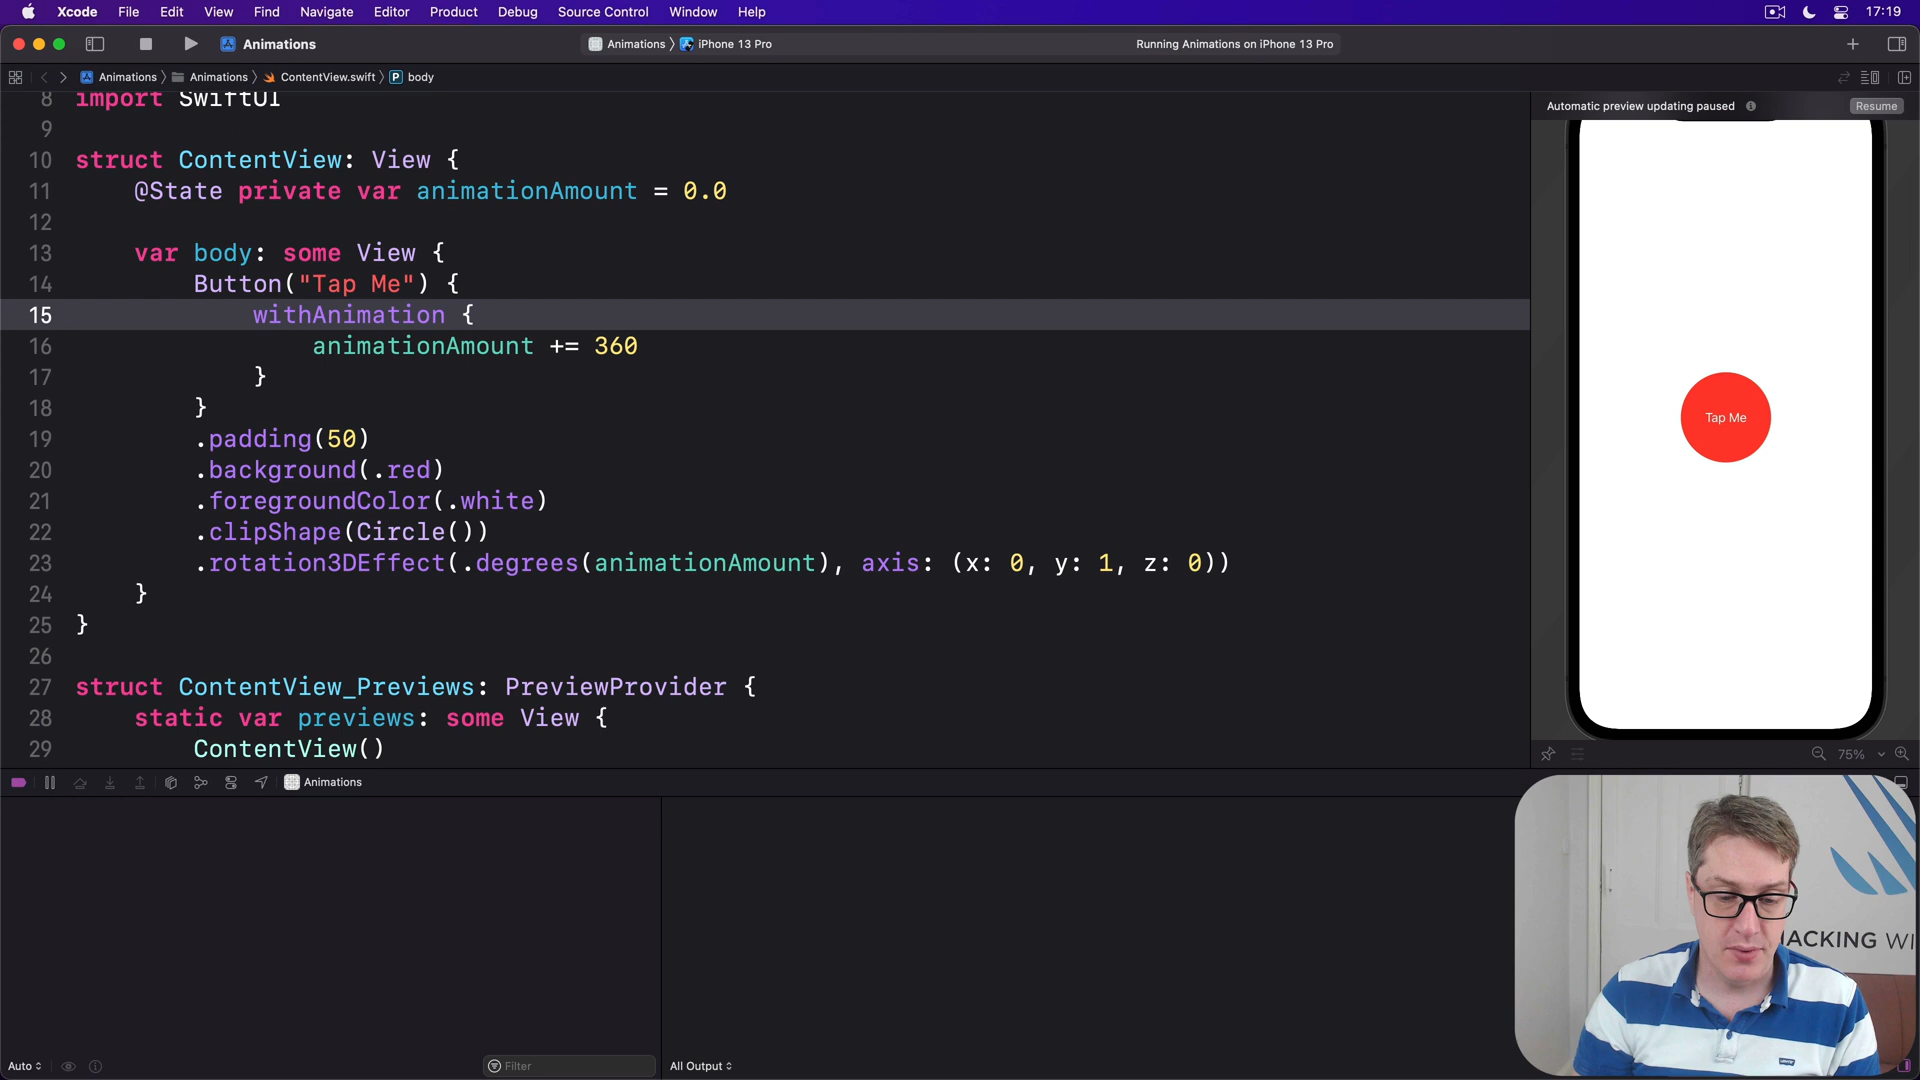 Xcode File Edit View Find Navigate Editor Product Debug Source Control Window Help 17:19
Animations Animations iPhone 13 Pro Running Animations on iPhone 13 Pro
Animations Animations ContentView.swift P body
Automatic preview updating paused Resume
8 import SwiftUI
9
10 struct ContentView: View {
11 @State private var animationAmount = 0.0
12
13 var body: some View {
14 Button("Tap Me") {
15 withAnimation {
16 animationAmount += 360
17 }
18 }
19 .padding(50)
20 .background(.red)
21 .foregroundColor(.white)
22 .clipShape(Circle())
23 .rotation3DEffect(.degrees(animationAmount), axis: (x: 0, y: 1, z: 0))
24 }
25 }
26
27 struct ContentView_Previews: PreviewProvider {
28 static var previews: some View {
29 ContentView()
Tap Me
75%
Animations
ACKING WI
Auto Filter All Output